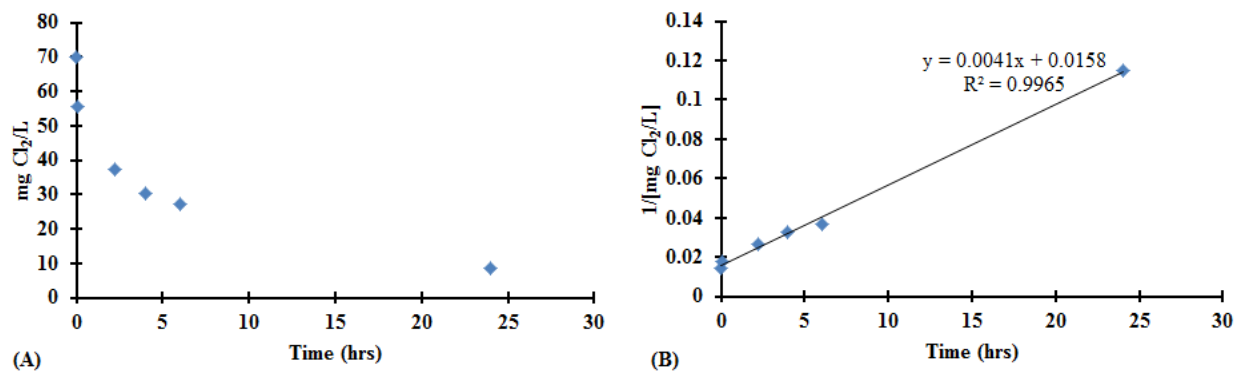 80
70
60
50
40
30
20
10
0
mg Cl₂/L
0 5 10 15 20 25 30
Time (hrs)
(A)
0.14
0.12
0.1
0.08
0.06
0.04
0.02
0
1/[mg Cl₂/L]
y = 0.0041x + 0.0158
R² = 0.9965
0 5 10 15 20 25 30
Time (hrs)
(B)